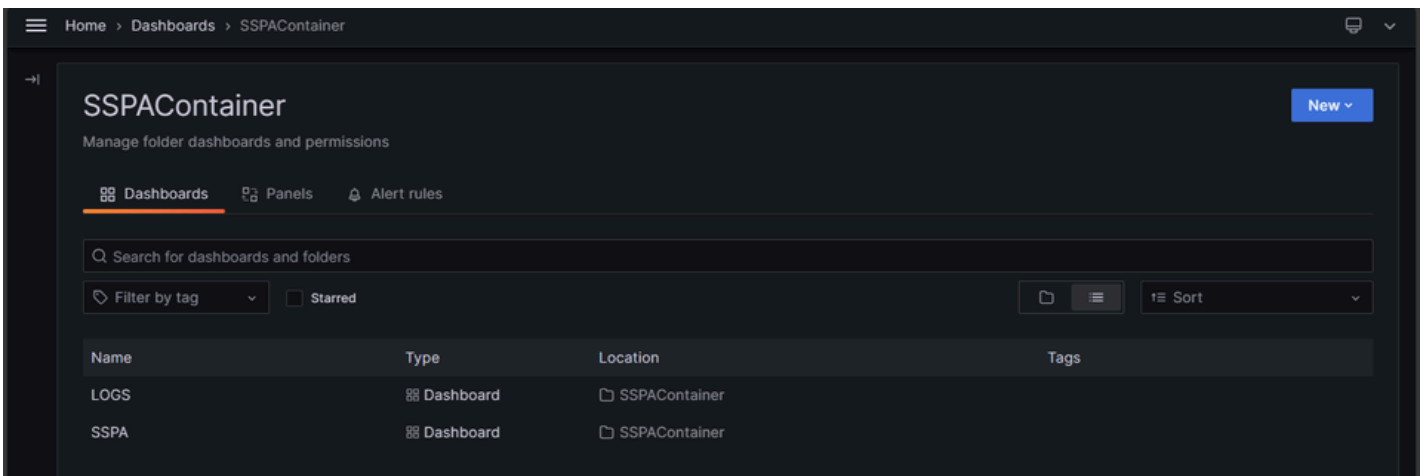 Home › Dashboards › SSPAContainer
SSPAContainer
New
Manage folder dashboards and permissions
Dashboards Panels Alert rules
Search for dashboards and folders
Filter by tag Starred Sort
Name Type Location Tags
LOGS Dashboard SSPAContainer
SSPA Dashboard SSPAContainer